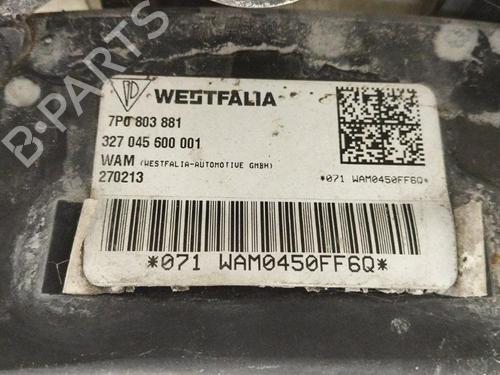 B-PARTS
WESTFALIA
7P0 803 881
327 045 600 001
WAM (WESTFALIA-AUTOMOTIVE GMBH)
270213
*071 WAM0450FF6Q*
*071 WAM0450FF6Q*